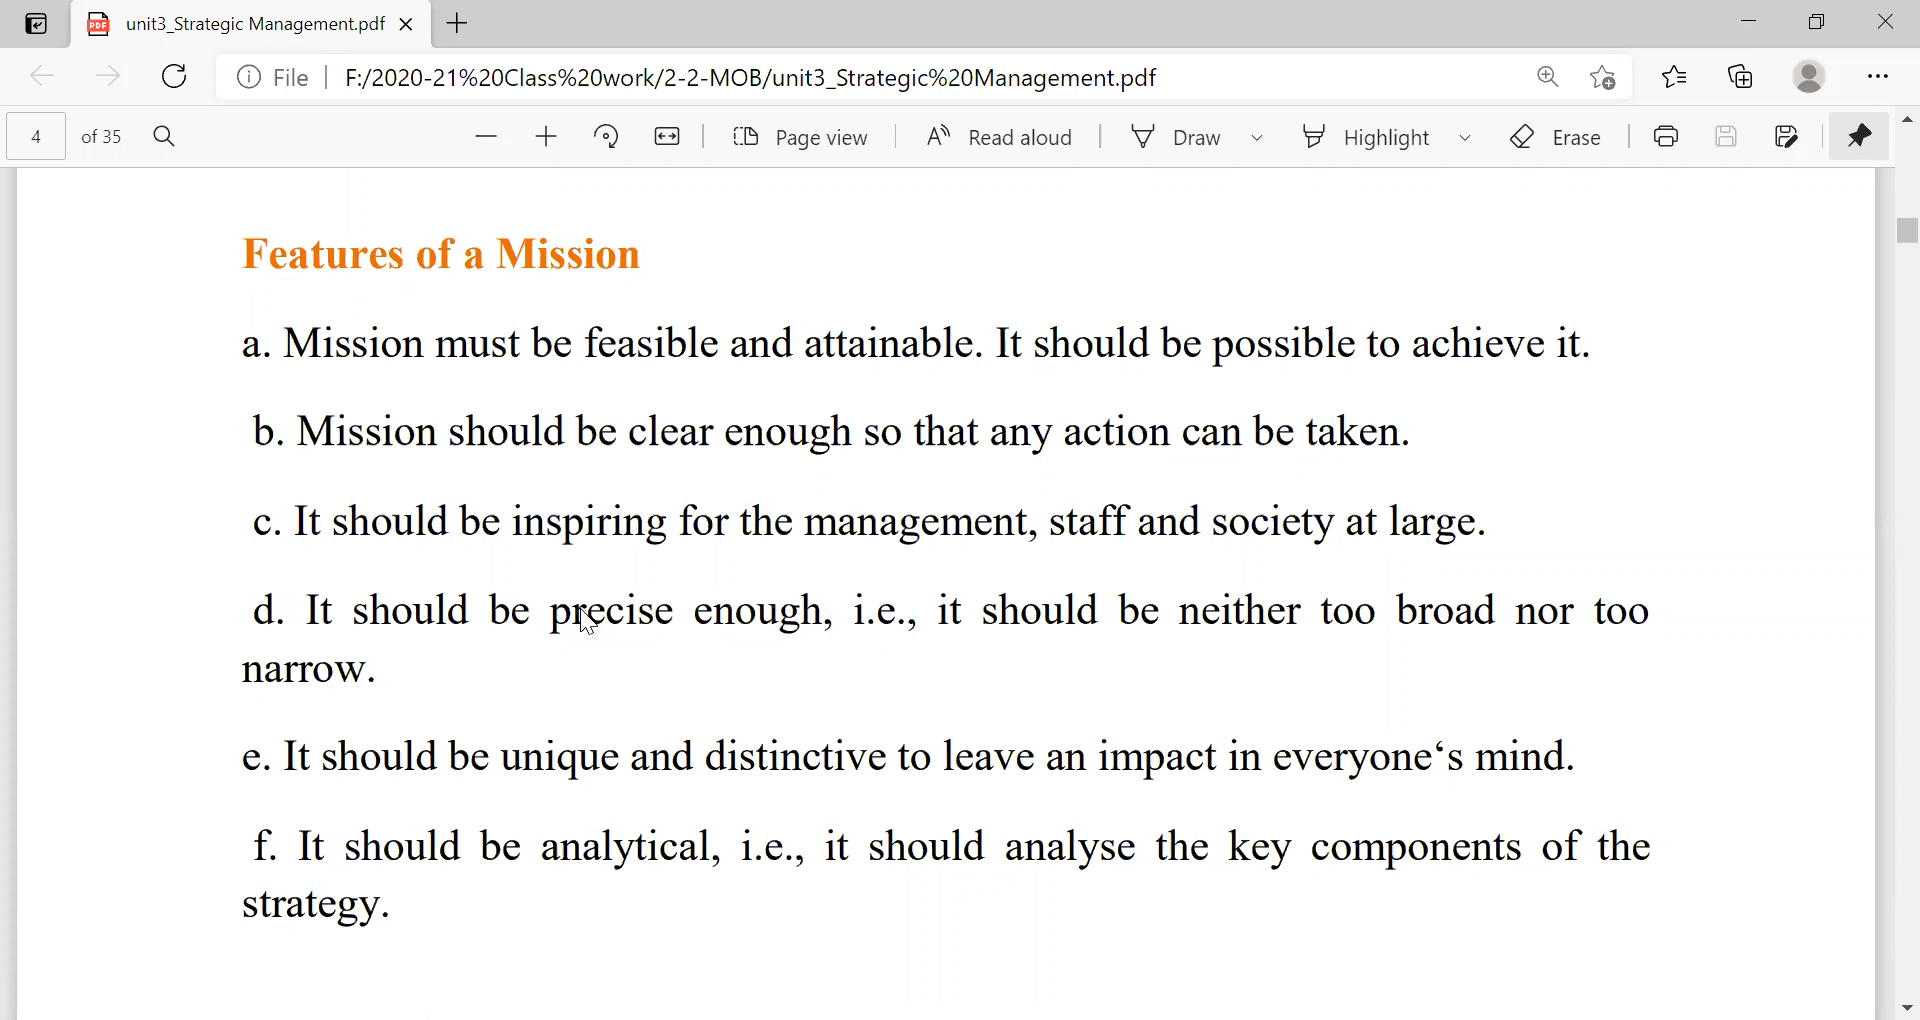 unit3_Strategic Management.pdf
File F:/2020-21%20Class%20work/2-2-MOB/unit3_Strategic%20Management.pdf
4 of 35 Page view Read aloud Draw Highlight Erase
Features of a Mission
a. Mission must be feasible and attainable. It should be possible to achieve it.
b. Mission should be clear enough so that any action can be taken.
c. It should be inspiring for the management, staff and society at large.
d. It should be precise enough, i.e., it should be neither too broad nor too
narrow.
e. It should be unique and distinctive to leave an impact in everyone‘s mind.
f. It should be analytical, i.e., it should analyse the key components of the
strategy.